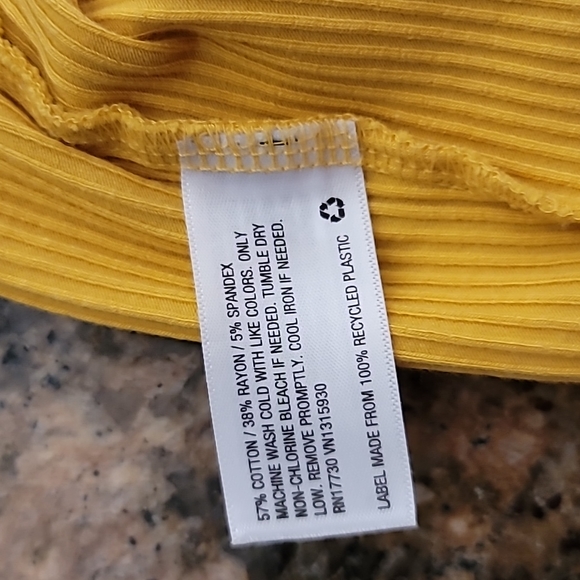 57% COTTON / 38% RAYON / 5% SPANDEX
MACHINE WASH COLD WITH LIKE COLORS. ONLY
NON-CHLORINE BLEACH IF NEEDED. TUMBLE DRY
LOW. REMOVE PROMPTLY. COOL IRON IF NEEDED.
RN17730 VN1315930
LABEL MADE FROM 100% RECYCLED PLASTIC